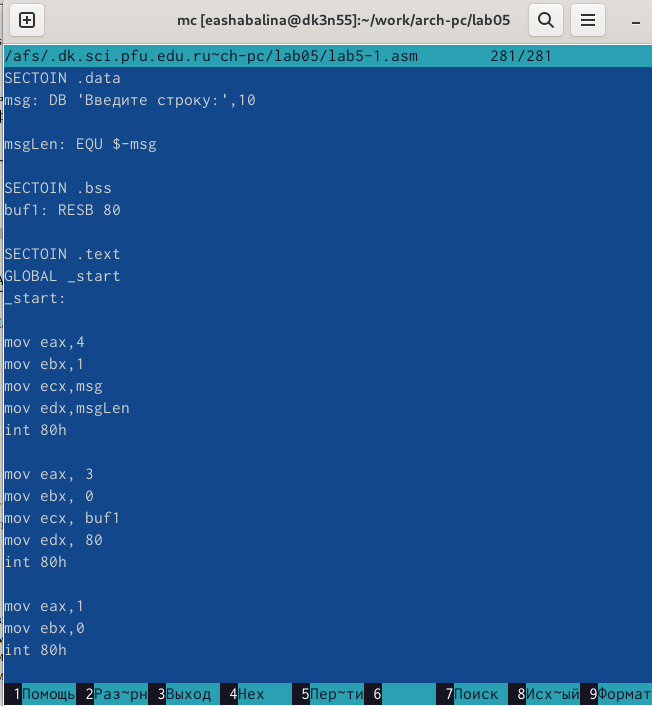 mc [eashabalina@dk3n55]:~/work/arch-pc/lab05
/afs/.dk.sci.pfu.edu.ru~ch-pc/lab05/lab5-1.asm 281/281
SECTOIN .data
msg: DB 'Введите строку:',10
msgLen: EQU $-msg
SECTOIN .bss
buf1: RESB 80
SECTOIN .text
GLOBAL _start
_start:
mov eax,4
mov ebx,1
mov ecx,msg
mov edx,msgLen
int 80h
mov eax, 3
mov ebx, 0
mov ecx, buf1
mov edx, 80
int 80h
mov eax,1
mov ebx,0
int 80h
1Помощь 2Раз~рн 3Выход 4Hex 5Пер~ти 6 7Поиск 8Исх~ый 9Формат